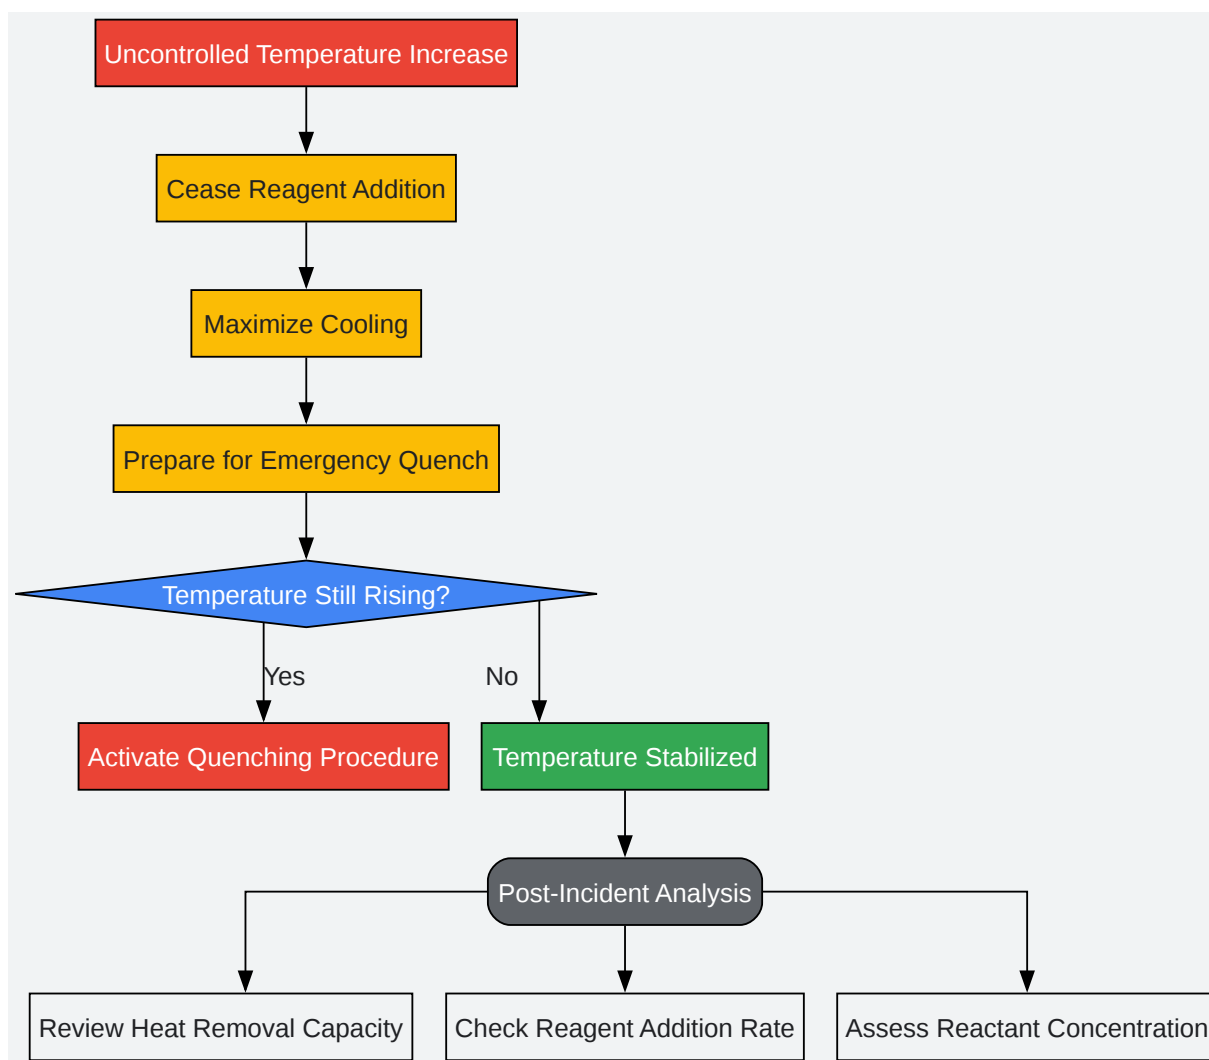 Uncontrolled Temperature Increase
Cease Reagent Addition
Maximize Cooling
Prepare for Emergency Quench
Temperature Still Rising?
Yes
No
Activate Quenching Procedure
Temperature Stabilized
Post-Incident Analysis
Review Heat Removal Capacity
Check Reagent Addition Rate
Assess Reactant Concentration